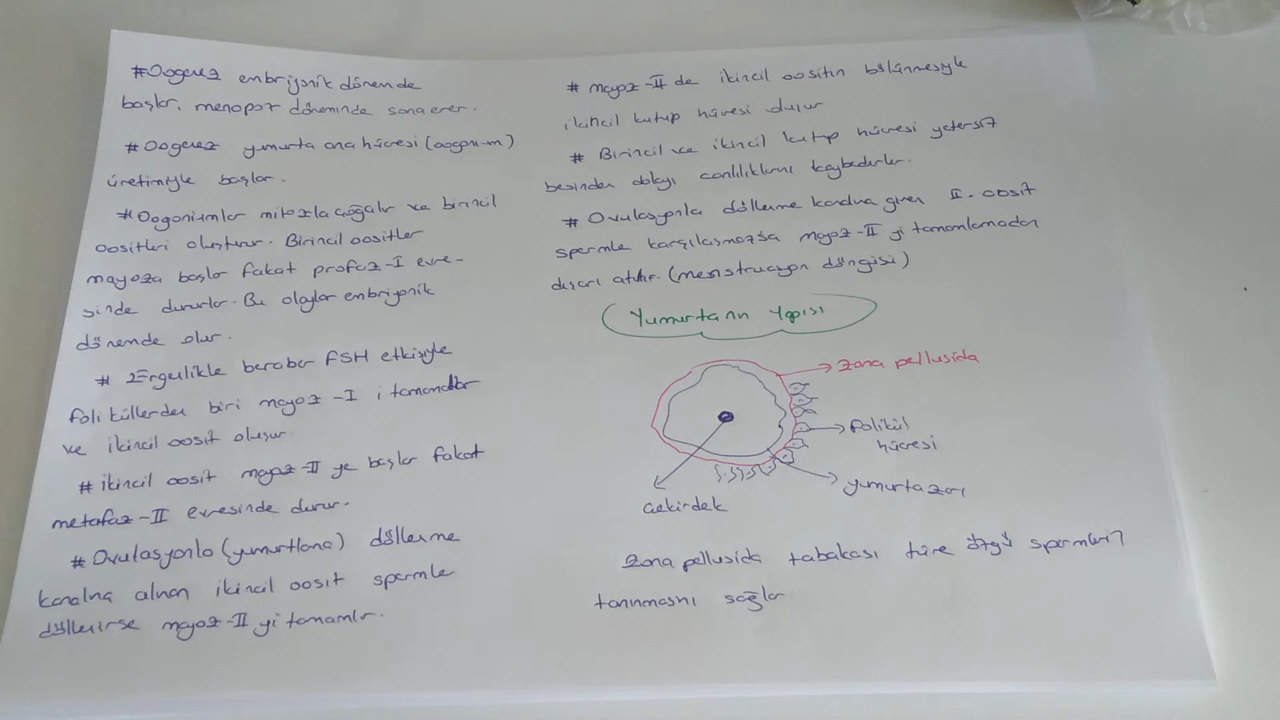 #Oogenez embriyonik dönemde
başlar, menopoz döneminde sona erer.
#Oogenez yumurta ana hücresi (oogonium)
üretimiyle başlar.
#Oogoniumlar mitozla çoğalır ve birincil
oositleri oluşturur. Birincil oositler
mayoza başlar fakat profaz-I evre-
sinde dururlar. Bu olaylar embriyonik
dönemde olur.
# Ergenlikle beraber FSH etkisiyle
foliküllerden biri mayoz-I i tamamlar
ve ikincil oosit oluşur.
# ikincil oosit mayoz-II ye başlar fakat
metafaz-II evresinde durur.
# Ovulasyonla (yumurtlama) döllenme
kanalına alınan ikincil oosit spermle
döllenirse mayoz-II yi tamamlar.
# mayoz-II de ikincil oositin bölünmesiyle
ikincil kutup hücresi oluşur
# Birincil ve ikincil kutup hücresi yetersiz
besinden dolayı canlılıklarını kaybederler.
# Ovulasyonla döllenme kanalına giren II. oosit
spermle karşılaşmazsa mayoz-II yi tamamlamadan
dışarı atılır. (menstruasyon döngüsü)
Yumurtanın Yapısı
Zona pellusida
folikül
hücresi
yumurta zarı
Çekirdek
Zona pellusida tabakası türe özgü spermlerin
tanınmasını sağlar